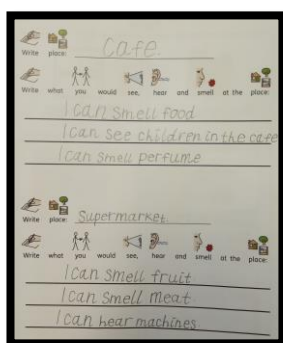 Cafe.
Write place:
Write what you would see, hear and smell at the place:
I can smell food
I can see children in the cafe
I can smell perfume
Supermarket.
Write place:
Write what you would see, hear and smell at the place:
I can smell fruit
I can smell meat
I can hear machines